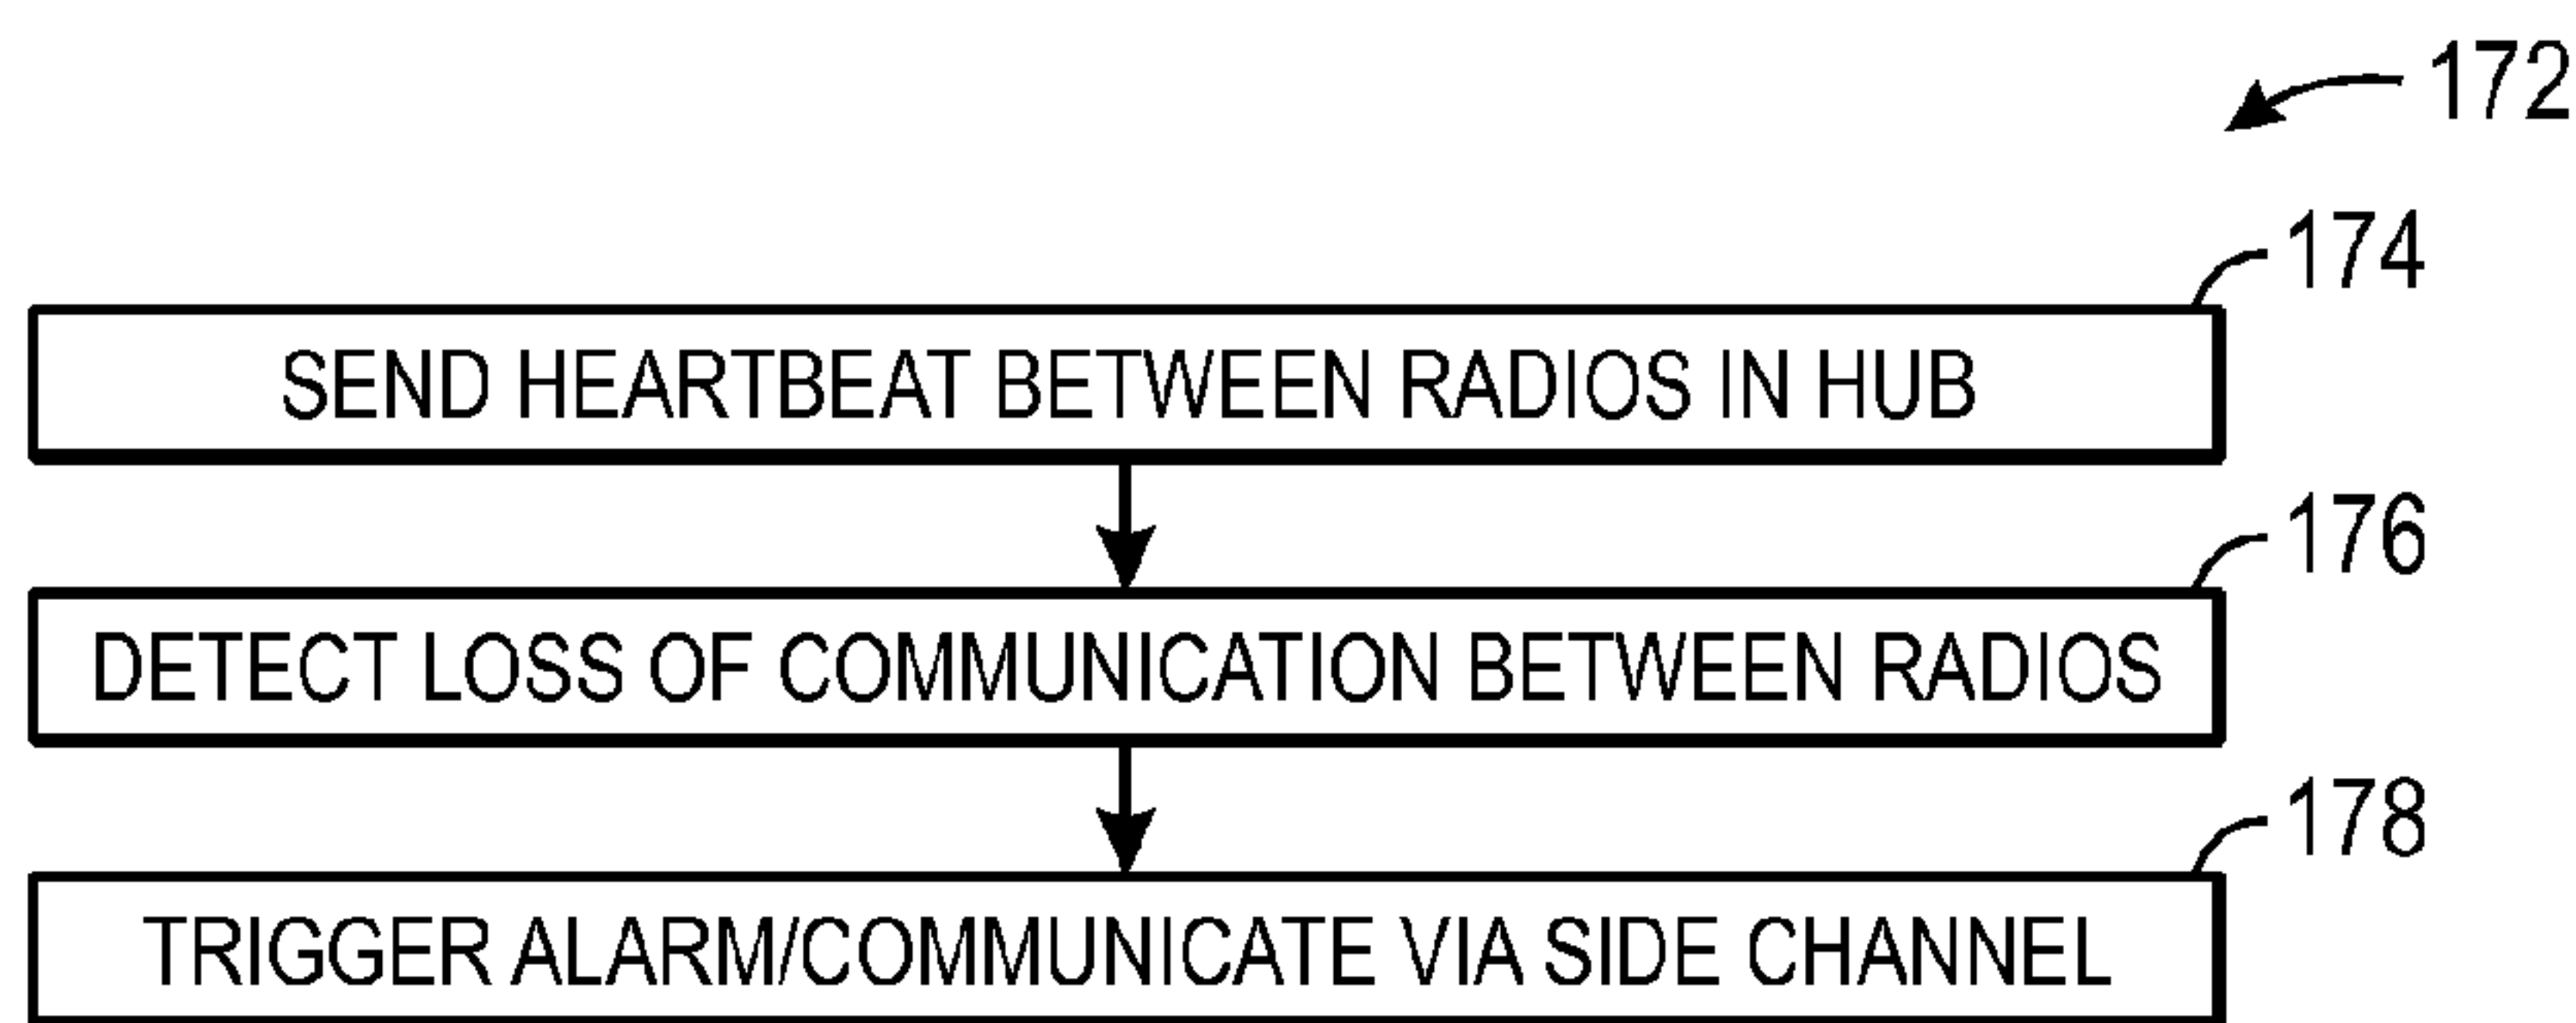 172
174
SEND HEARTBEAT BETWEEN RADIOS IN HUB
176
DETECT LOSS OF COMMUNICATION BETWEEN RADIOS
178
TRIGGER ALARM/COMMUNICATE VIA SIDE CHANNEL